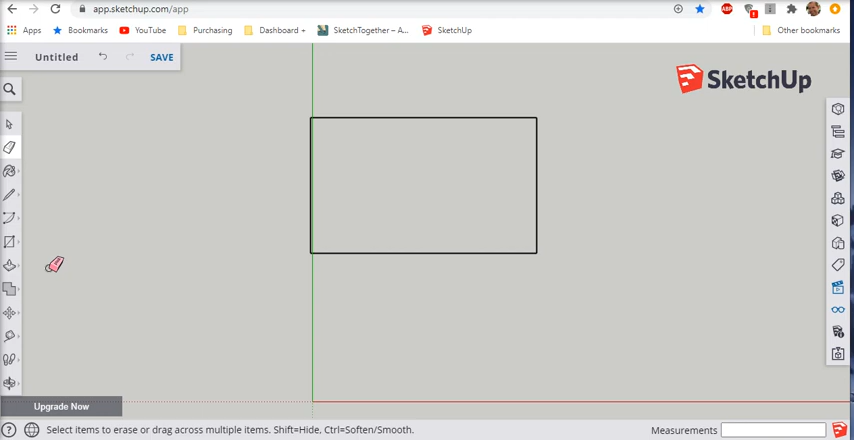 app.sketchup.com/app
ABP
Apps
Bookmarks
YouTube
Purchasing
Dashboard +
SketchTogether – A...
SketchUp
Other bookmarks
Untitled
SAVE
SketchUp
Upgrade Now
Select items to erase or drag across multiple items. Shift=Hide, Ctrl=Soften/Smooth.
Measurements